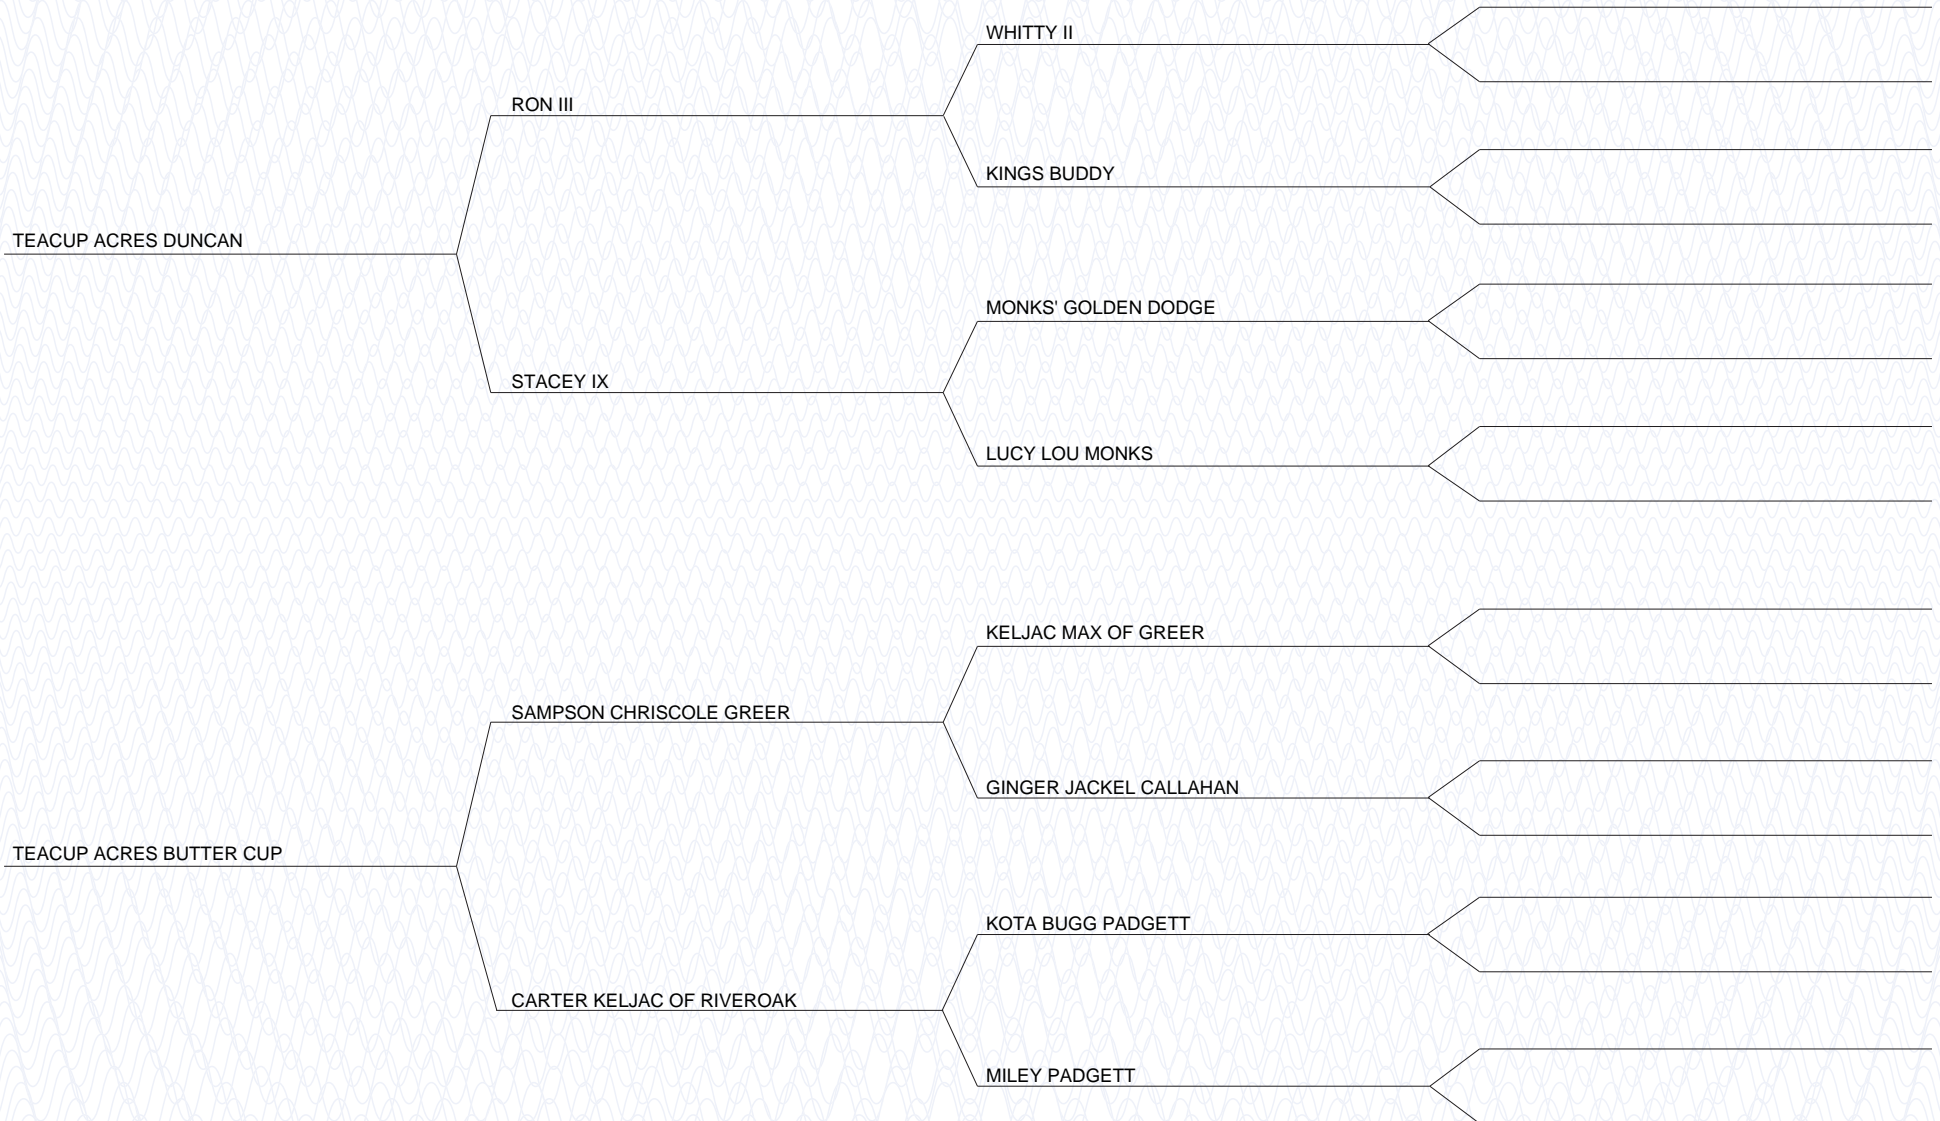 WHITTY II
RON III
KINGS BUDDY
TEACUP ACRES DUNCAN
MONKS' GOLDEN DODGE
STACEY IX
LUCY LOU MONKS
KELJAC MAX OF GREER
SAMPSON CHRISCOLE GREER
GINGER JACKEL CALLAHAN
TEACUP ACRES BUTTER CUP
KOTA BUGG PADGETT
CARTER KELJAC OF RIVEROAK
MILEY PADGETT